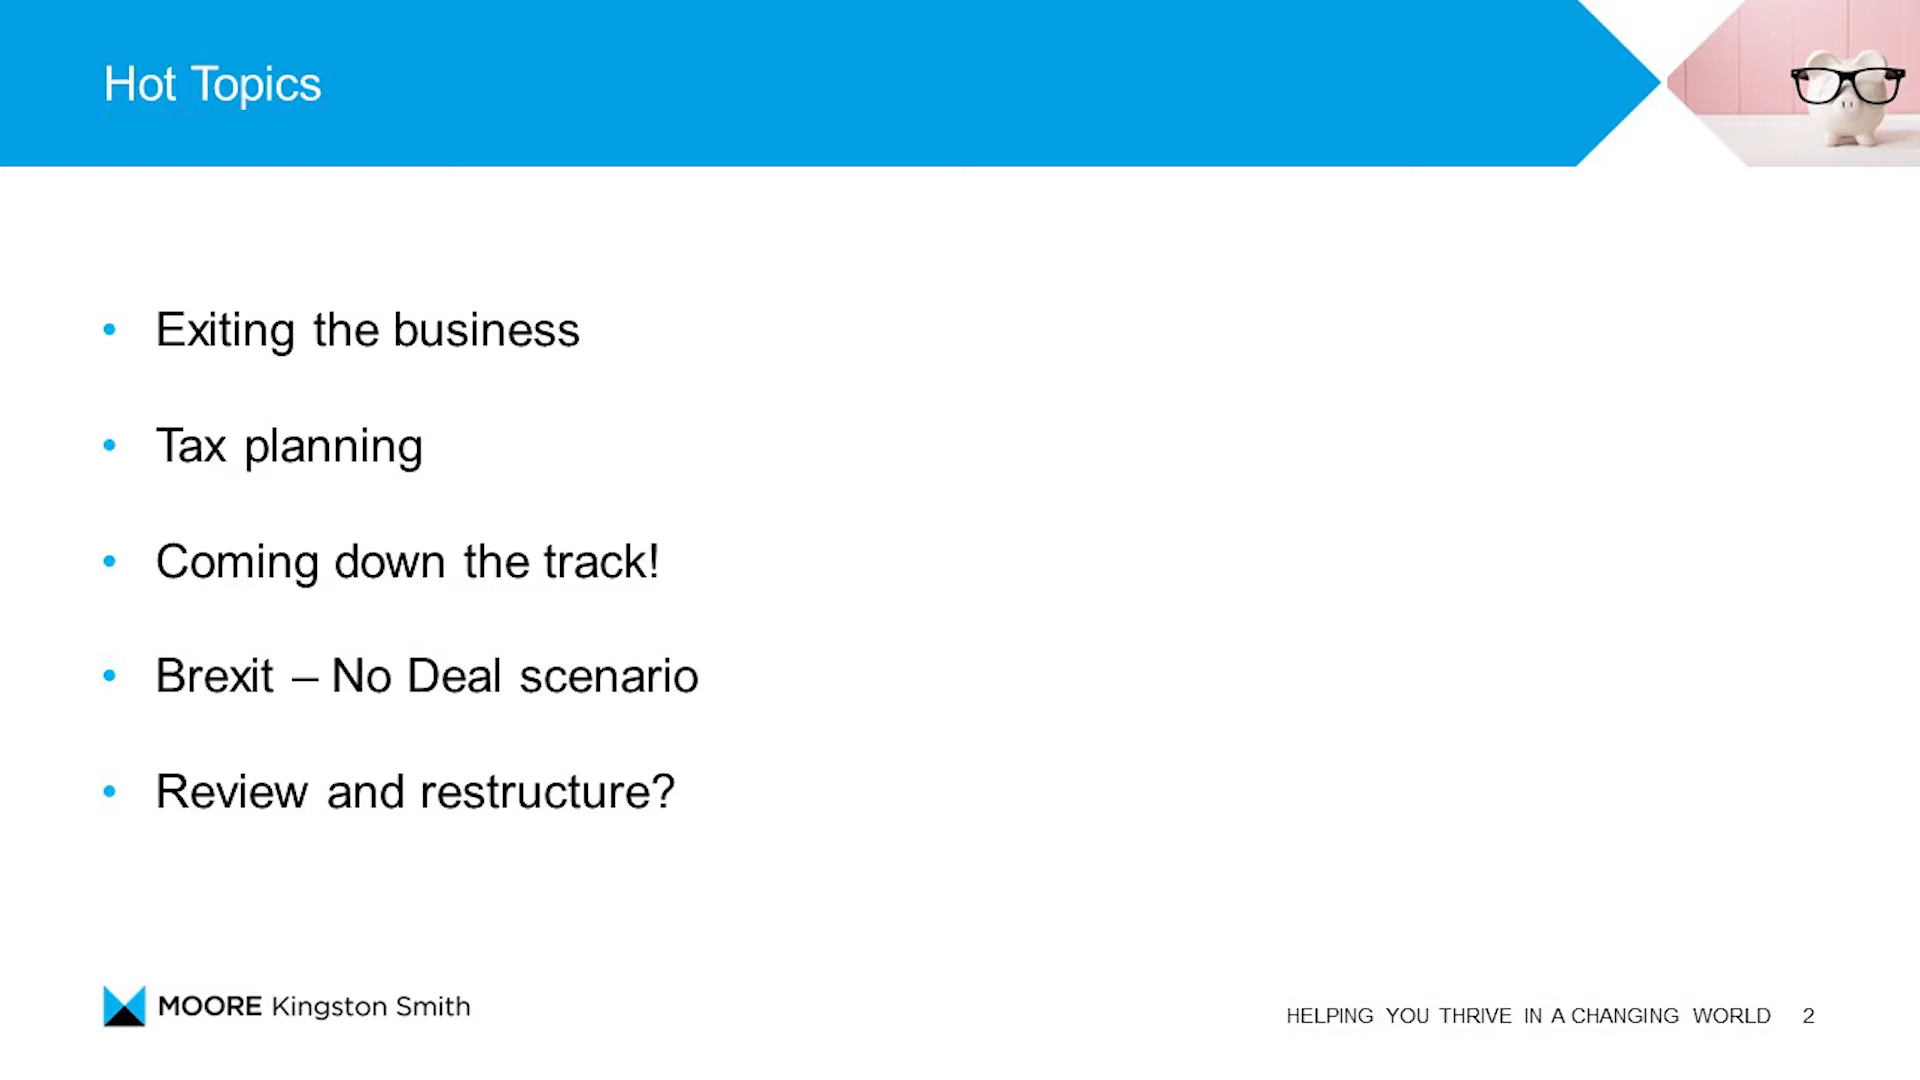 Hot Topics
• Exiting the business
• Tax planning
• Coming down the track!
• Brexit – No Deal scenario
• Review and restructure?
MOORE Kingston Smith
HELPING YOU THRIVE IN A CHANGING WORLD 2